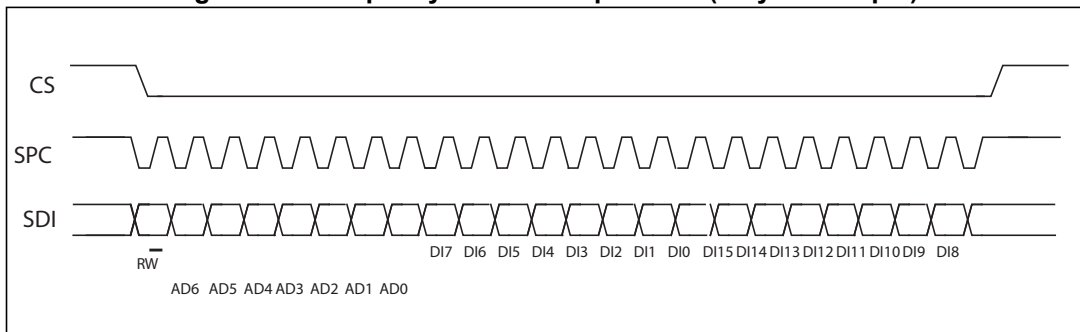 CS
SPC
SDI
DI7 DI6 DI5 DI4 DI3 DI2 DI1 DI0 DI15 DI14 DI13 DI12 DI11 DI10 DI9 DI8
RW
AD6 AD5 AD4 AD3 AD2 AD1 AD0